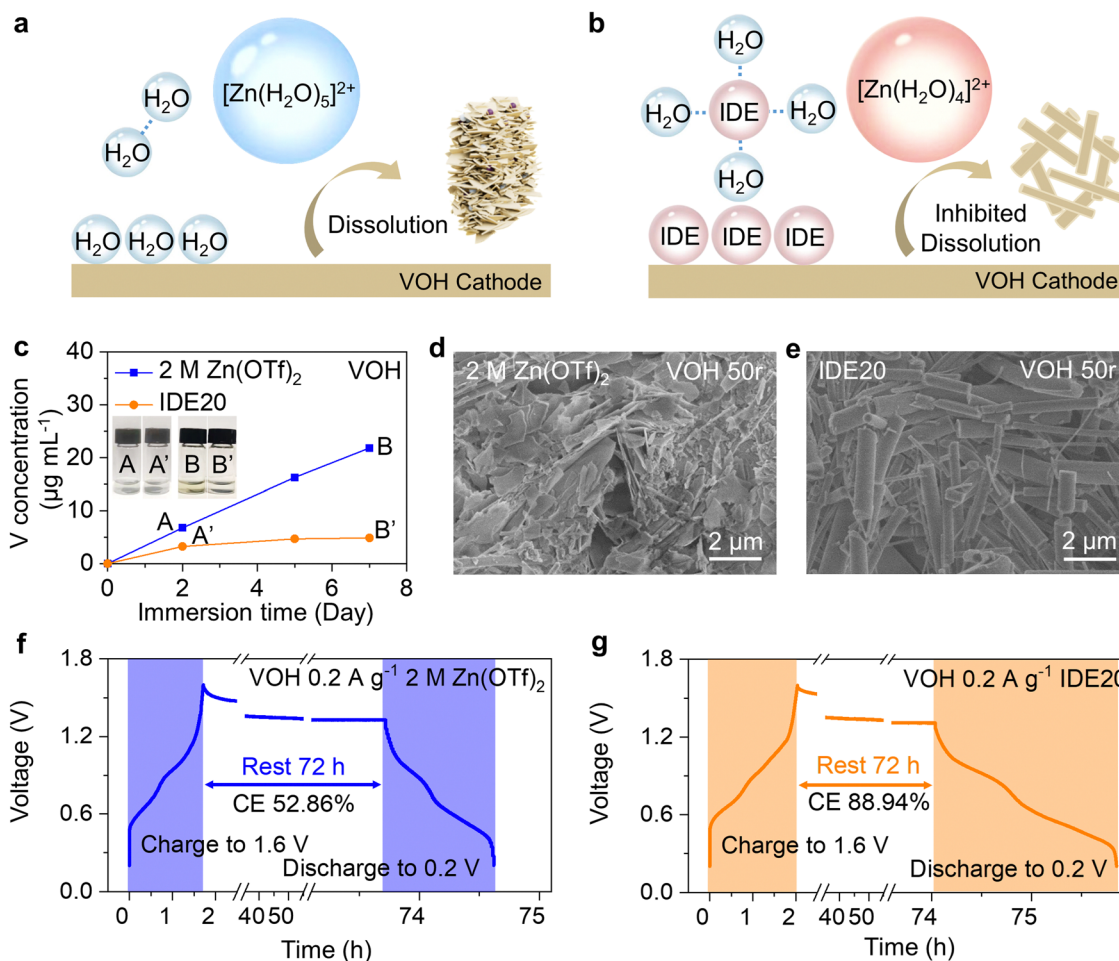 a
[Zn(H₂O)₅]²⁺
H₂O
H₂O
Dissolution
H₂O H₂O H₂O
VOH Cathode
b
H₂O
[Zn(H₂O)₄]²⁺
H₂O IDE H₂O
H₂O
Inhibited
Dissolution
IDE IDE IDE
VOH Cathode
c
V concentration
(µg mL⁻¹)
40
30
20
10
0
2 M Zn(OTf)₂
VOH
IDE20
A A' B B'
B
A
A'
B'
0 2 4 6 8
Immersion time (Day)
d
2 M Zn(OTf)₂
VOH 50r
2 µm
e
IDE20
VOH 50r
2 µm
f
Voltage (V)
1.8
1.2
0.6
0.0
VOH 0.2 A g⁻¹ 2 M Zn(OTf)₂
Rest 72 h
CE 52.86%
Charge to 1.6 V
Discharge to 0.2 V
0 1 2 40 50 74 75
Time (h)
g
Voltage (V)
1.8
1.2
0.6
0.0
VOH 0.2 A g⁻¹ IDE20
Rest 72 h
CE 88.94%
Charge to 1.6 V
Discharge to 0.2 V
0 1 2 40 50 74 75
Time (h)